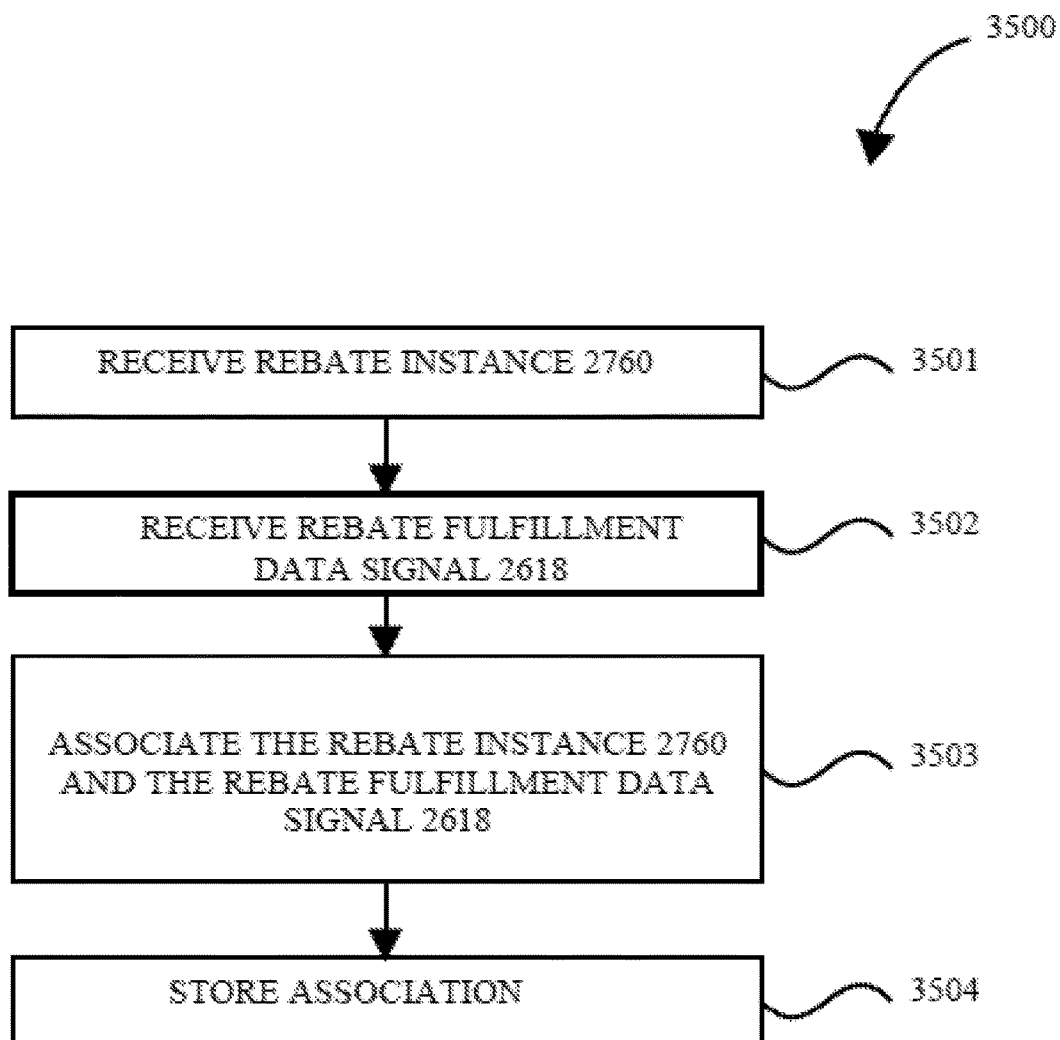 3500
RECEIVE REBATE INSTANCE 2760
3501
RECEIVE REBATE FULFILLMENT
DATA SIGNAL 2618
3502
ASSOCIATE THE REBATE INSTANCE 2760
AND THE REBATE FULFILLMENT DATA
SIGNAL 2618
3503
STORE ASSOCIATION
3504